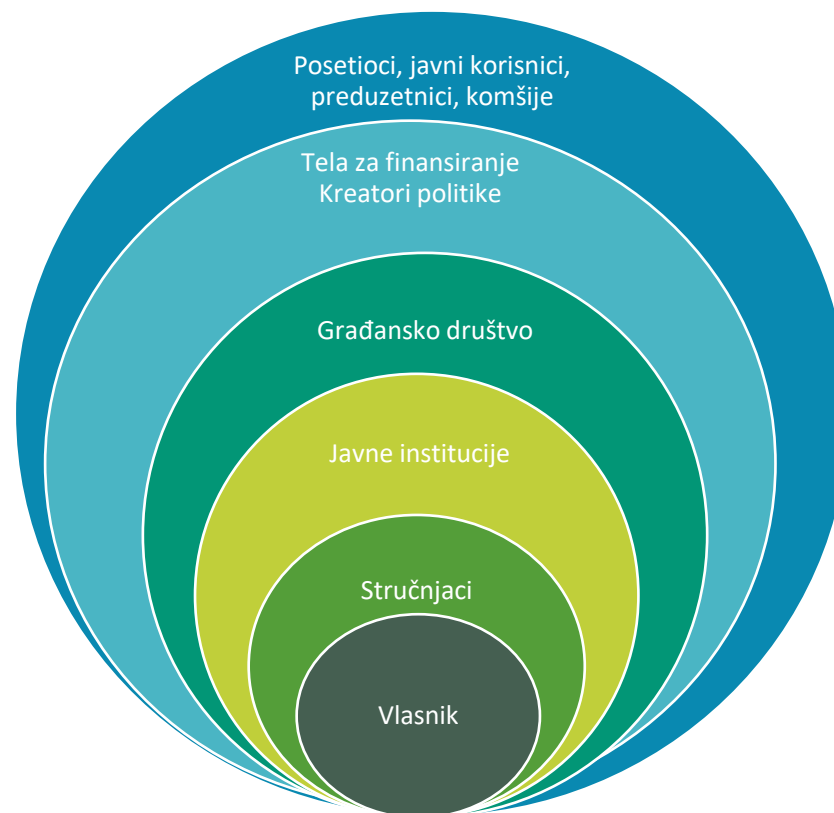 Posetioci, javni korisnici,
preduzetnici, komšije
Tela za finansiranje
Kreatori politike
Građansko društvo
Javne institucije
Stručnjaci
Vlasnik